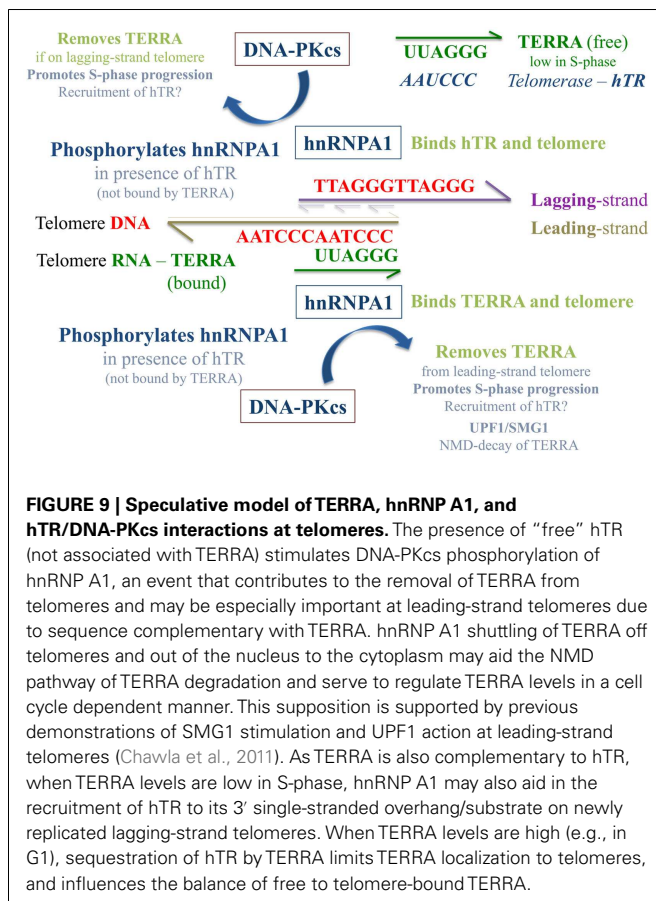 Removes TERRA
if on lagging-strand telomere
Promotes S-phase progression
Recruitment of hTR?
DNA-PKcs
UUAGGG
AAUCCC
TERRA (free)
low in S-phase
Telomerase – hTR
Phosphorylates hnRNPA1
in presence of hTR
(not bound by TERRA)
hnRNPA1
Binds hTR and telomere
TTAGGGTTAGGG
Lagging-strand
Telomere DNA
Leading-strand
AATCCCAATCCC
UUAGGG
Telomere RNA – TERRA
(bound)
hnRNPA1
Binds TERRA and telomere
Phosphorylates hnRNPA1
in presence of hTR
(not bound by TERRA)
DNA-PKcs
Removes TERRA
from leading-strand telomere
Promotes S-phase progression
Recruitment of hTR?
UPF1/SMG1
NMD-decay of TERRA
FIGURE 9 | Speculative model of TERRA, hnRNP A1, and
hTR/DNA-PKcs interactions at telomeres. The presence of “free” hTR
(not associated with TERRA) stimulates DNA-PKcs phosphorylation of
hnRNP A1, an event that contributes to the removal of TERRA from
telomeres and may be especially important at leading-strand telomeres due
to sequence complementary with TERRA. hnRNP A1 shuttling of TERRA off
telomeres and out of the nucleus to the cytoplasm may aid the NMD
pathway of TERRA degradation and serve to regulate TERRA levels in a cell
cycle dependent manner. This supposition is supported by previous
demonstrations of SMG1 stimulation and UPF1 action at leading-strand
telomeres (Chawla et al., 2011). As TERRA is also complementary to hTR,
when TERRA levels are low in S-phase, hnRNP A1 may also aid in the
recruitment of hTR to its 3′ single-stranded overhang/substrate on newly
replicated lagging-strand telomeres. When TERRA levels are high (e.g., in
G1), sequestration of hTR by TERRA limits TERRA localization to telomeres,
and influences the balance of free to telomere-bound TERRA.